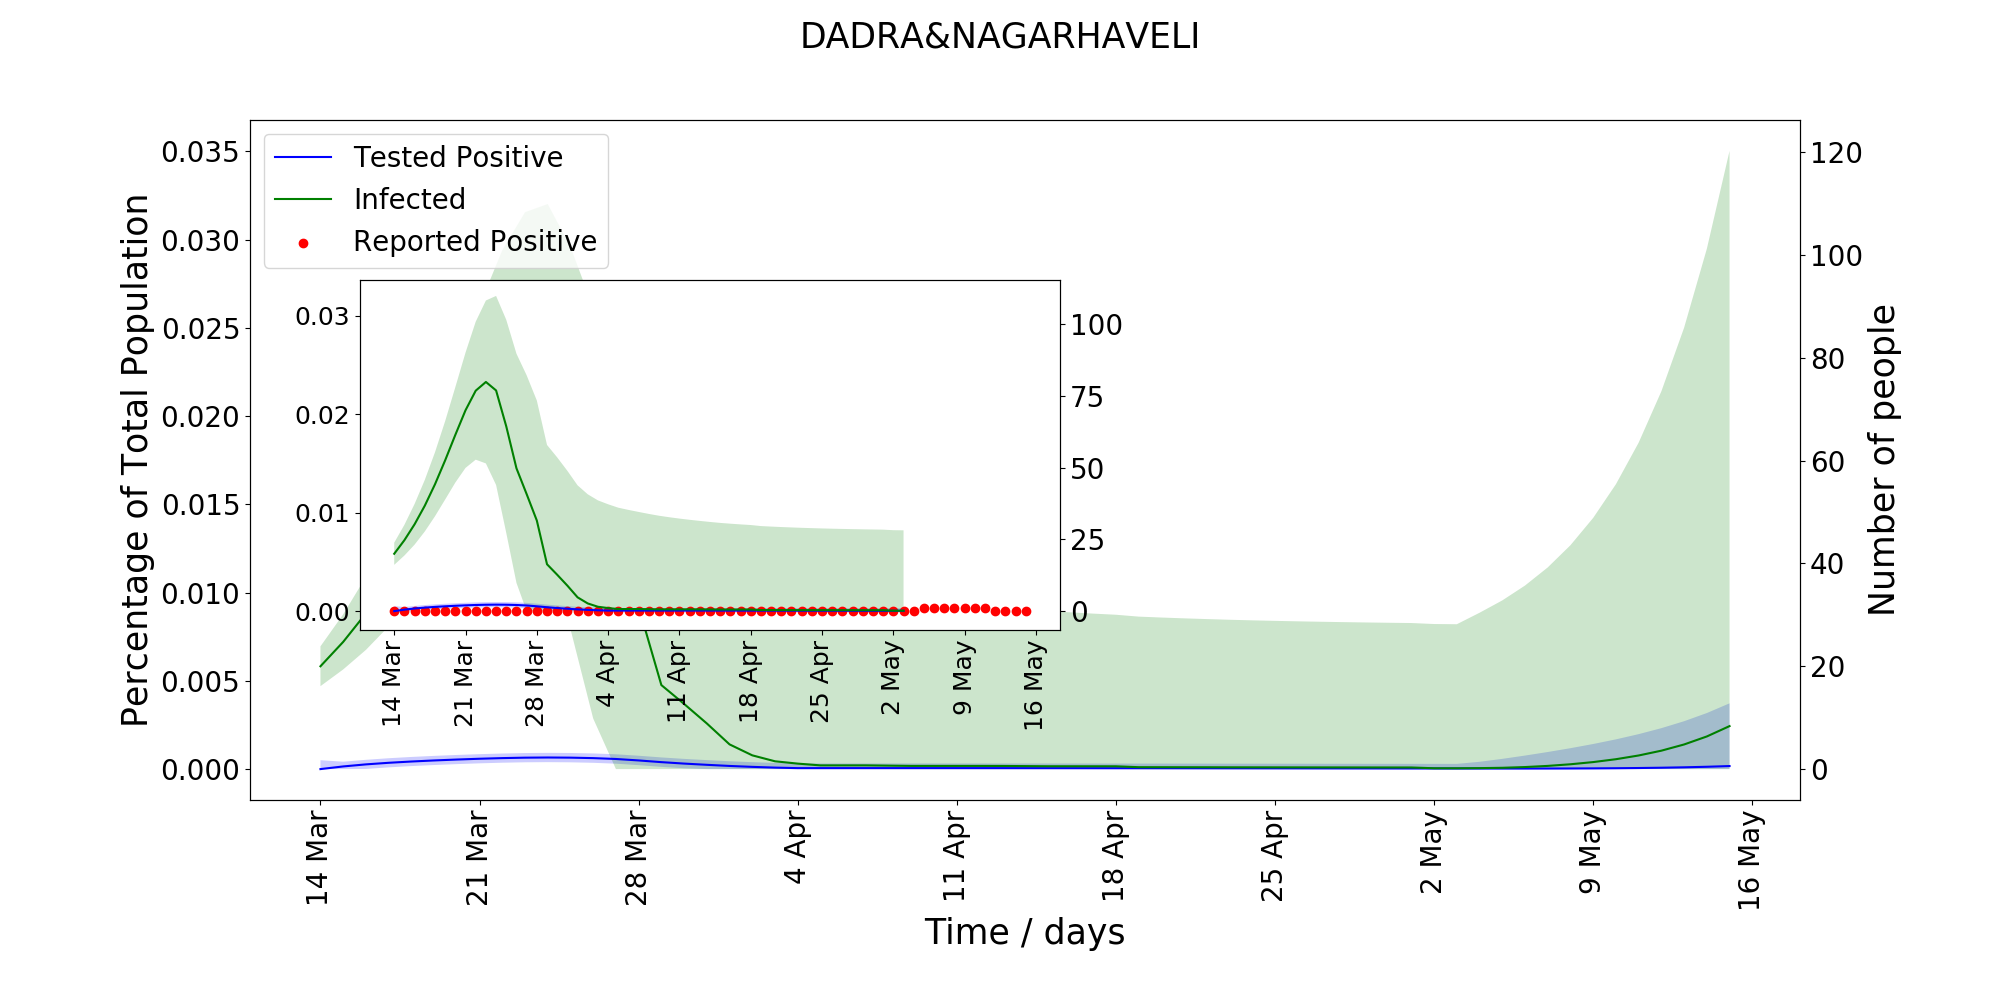 DADRA&NAGARHAVELI
Tested Positive
Infected
Reported Positive
Percentage of Total Population
0.035
0.030
0.025
0.020
0.015
0.010
0.005
0.000
120
100
80
60
40
20
0
Number of people
0.03
0.02
0.01
0.00
100
75
50
25
0
14 Mar
21 Mar
28 Mar
4 Apr
11 Apr
18 Apr
25 Apr
2 May
9 May
16 May
14 Mar
21 Mar
28 Mar
4 Apr
11 Apr
18 Apr
25 Apr
2 May
9 May
16 May
Time / days